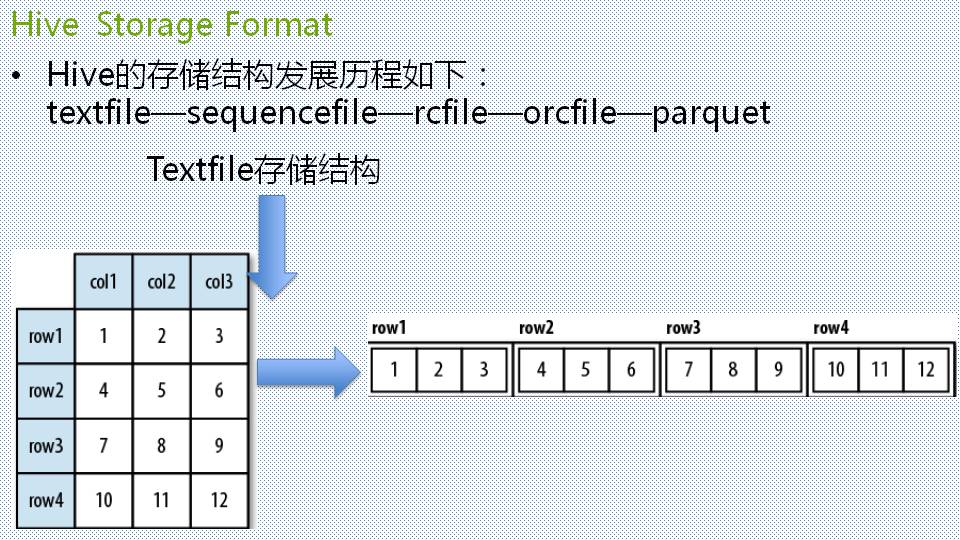 Hive Storage Format
• Hive的存储结构发展历程如下：
textfile—sequencefile—rcfile—orcfile—parquet
Textfile存储结构
col1 col2 col3
row1 1 2 3
row2 4 5 6
row3 7 8 9
row4 10 11 12
row1 row2 row3 row4
1 2 3 4 5 6 7 8 9 10 11 12